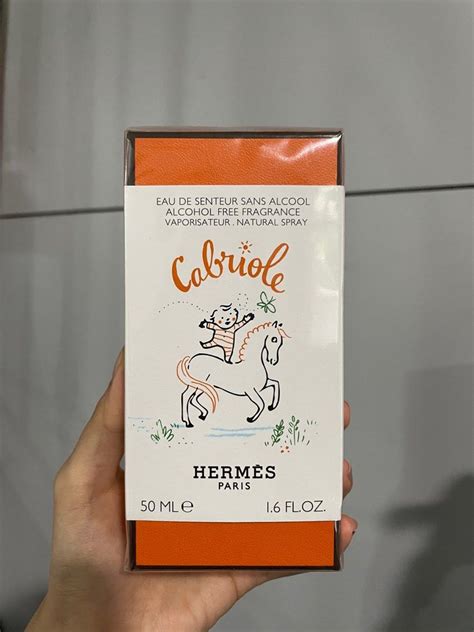 EAU DE SENTEUR SANS ALCOOL
ALCOHOL FREE FRAGRANCE
VAPORISATEUR . NATURAL SPRAY
Cabriole
HERMÈS
PARIS
50 ML℮ 1.6 FL.OZ.